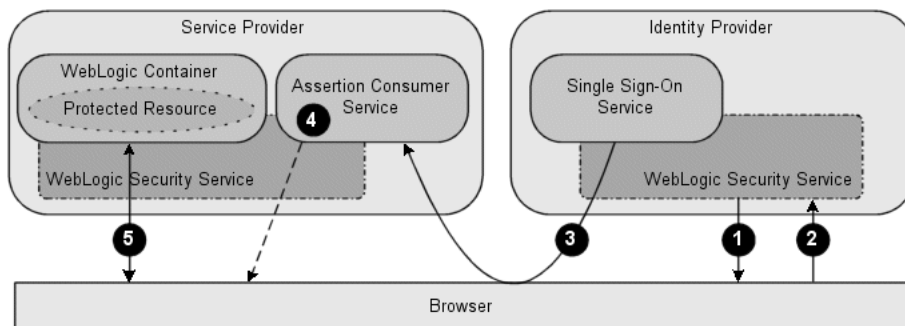 Service Provider
WebLogic Container
Protected Resource
Assertion Consumer
Service
4
WebLogic Security Service
Identity Provider
Single Sign-On
Service
WebLogic Security Service
5
3
1
2
Browser